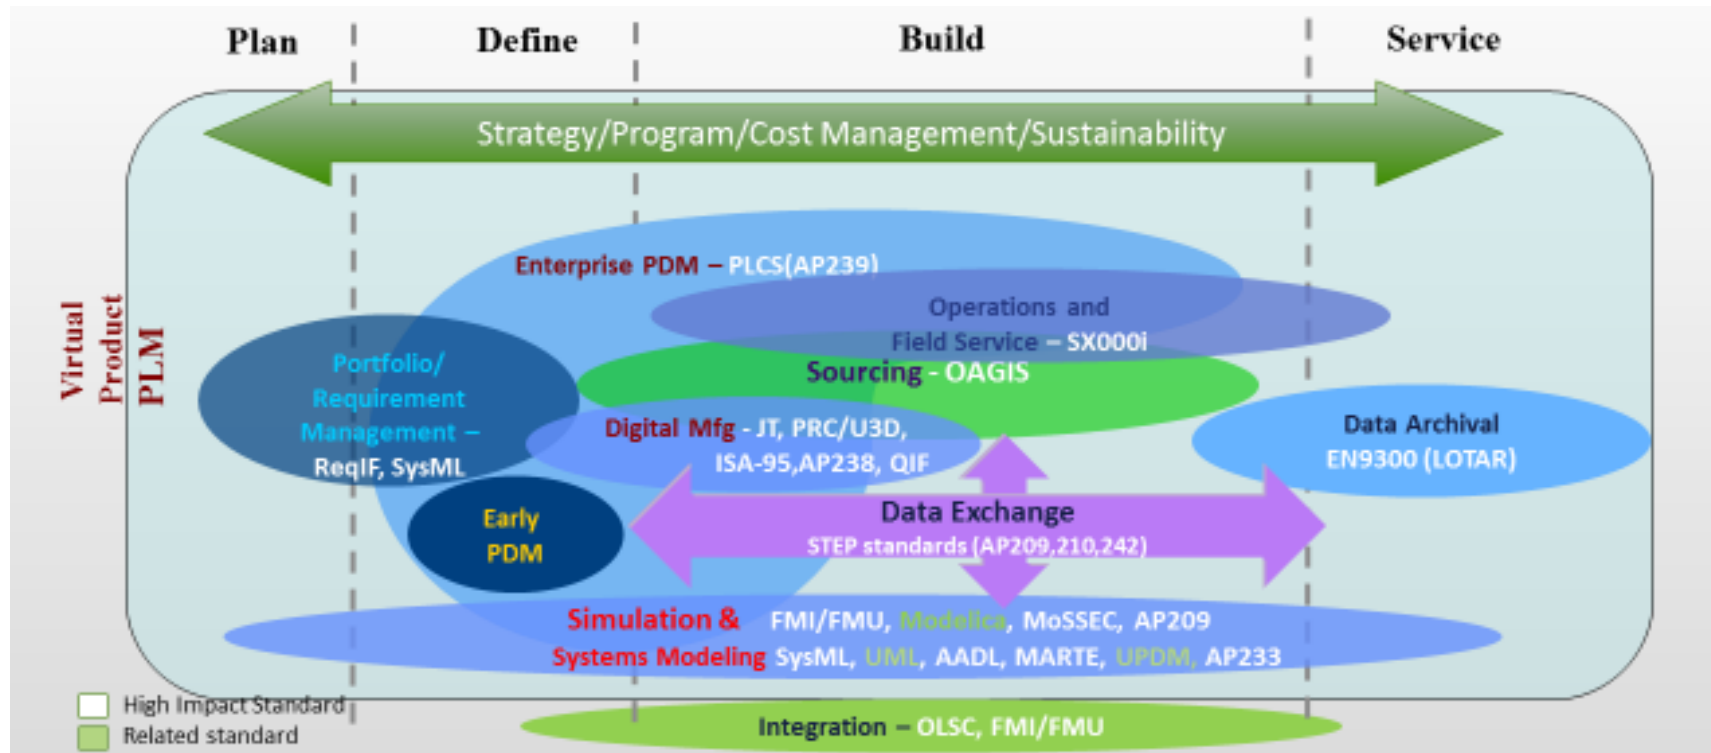 Plan
Define
Build
Service
Strategy/Program/Cost Management/Sustainability
Virtual
Product
PLM
Enterprise PDM – PLCS(AP239)
Operations and
Field Service – SX000i
Sourcing - OAGIS
Portfolio/
Requirement
Management –
ReqIF, SysML
Digital Mfg - JT, PRC/U3D,
ISA-95,AP238, QIF
Data Archival
EN9300 (LOTAR)
Early
PDM
Data Exchange
STEP standards (AP209,210,242)
Simulation & FMI/FMU, Modelica, MoSSEC, AP209
Systems Modeling SysML, UML, AADL, MARTE, UPDM, AP233
High Impact Standard
Related standard
Integration – OLSC, FMI/FMU